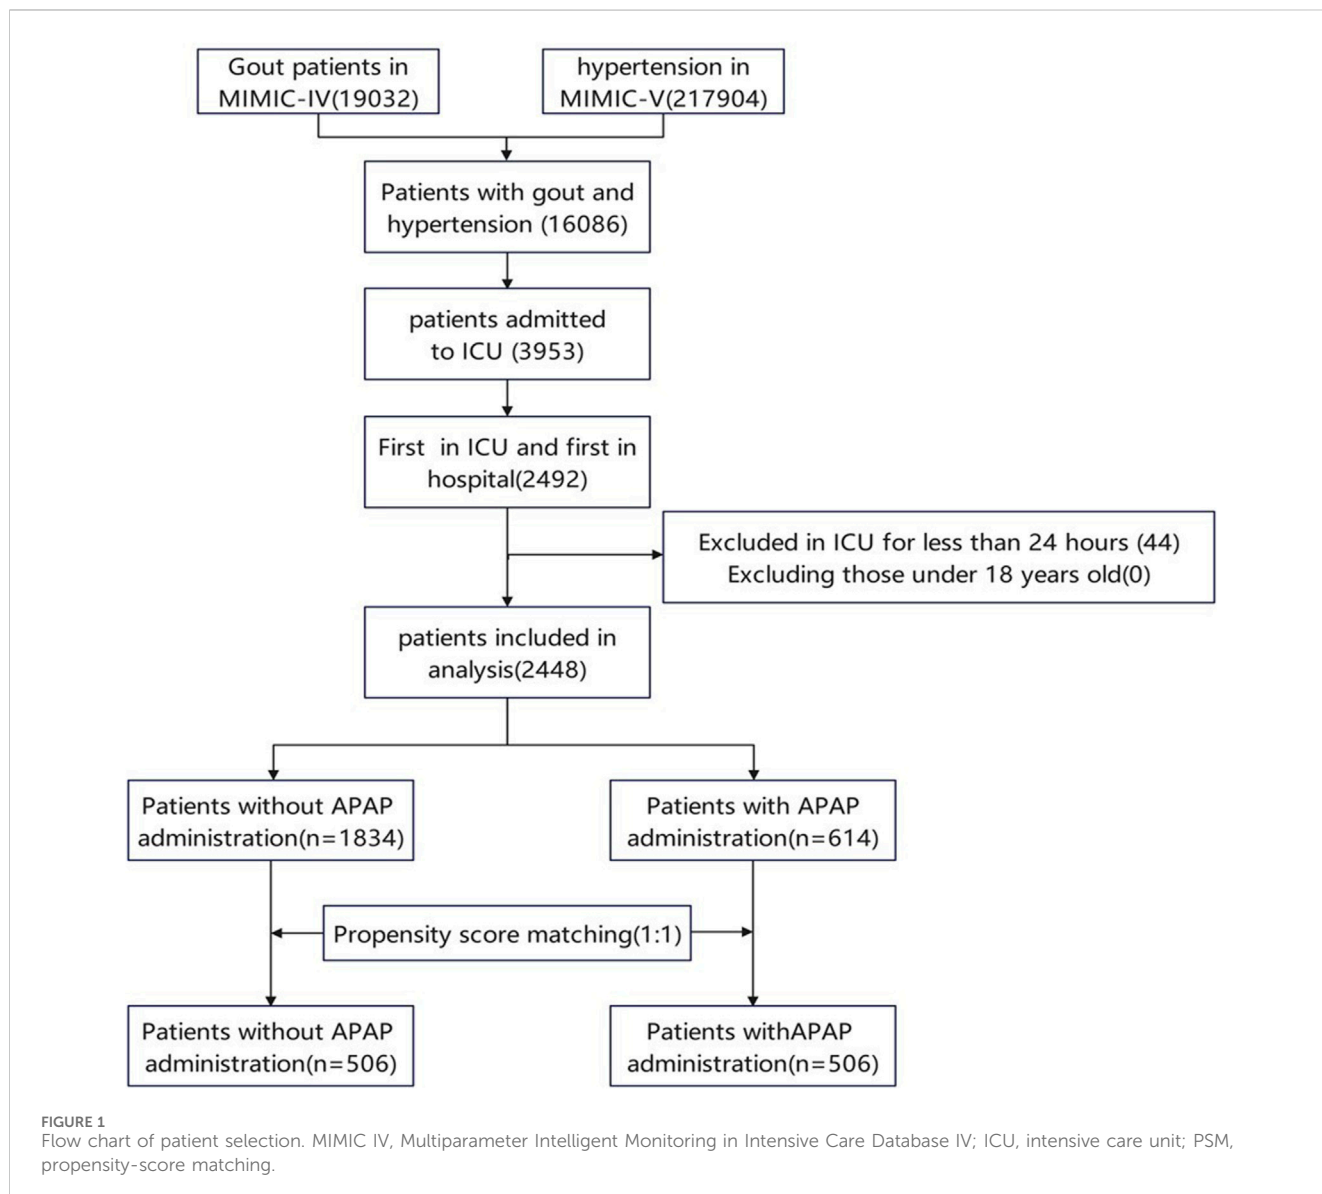 Gout patients in
MIMIC-IV(19032)
hypertension in
MIMIC-V(217904)
Patients with gout and
hypertension (16086)
patients admitted
to ICU (3953)
First  in ICU and first in
hospital(2492)
Excluded in ICU for less than 24 hours (44)
Excluding those under 18 years old(0)
patients included in
analysis(2448)
Patients without APAP
administration(n=1834)
Patients with APAP
administration(n=614)
Propensity score matching(1:1)
Patients without APAP
administration(n=506)
Patients withAPAP
administration(n=506)
FIGURE 1
Flow chart of patient selection. MIMIC IV, Multiparameter Intelligent Monitoring in Intensive Care Database IV; ICU, intensive care unit; PSM,
propensity-score matching.